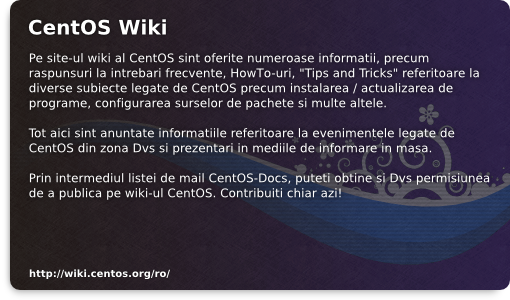 CentOS Wiki
Pe site-ul wiki al CentOS sint oferite numeroase informatii, precum
raspunsuri la intrebari frecvente, HowTo-uri, "Tips and Tricks" referitoare la
diverse subiecte legate de CentOS precum instalarea / actualizarea de
programe, configurarea surselor de pachete si multe altele.
Tot aici sint anuntate informatiile referitoare la evenimentele legate de
CentOS din zona Dvs si prezentari in mediile de informare in masa.
Prin intermediul listei de mail CentOS-Docs, puteti obtine si Dvs permisiunea
de a publica pe wiki-ul CentOS. Contribuiti chiar azi!
http://wiki.centos.org/ro/